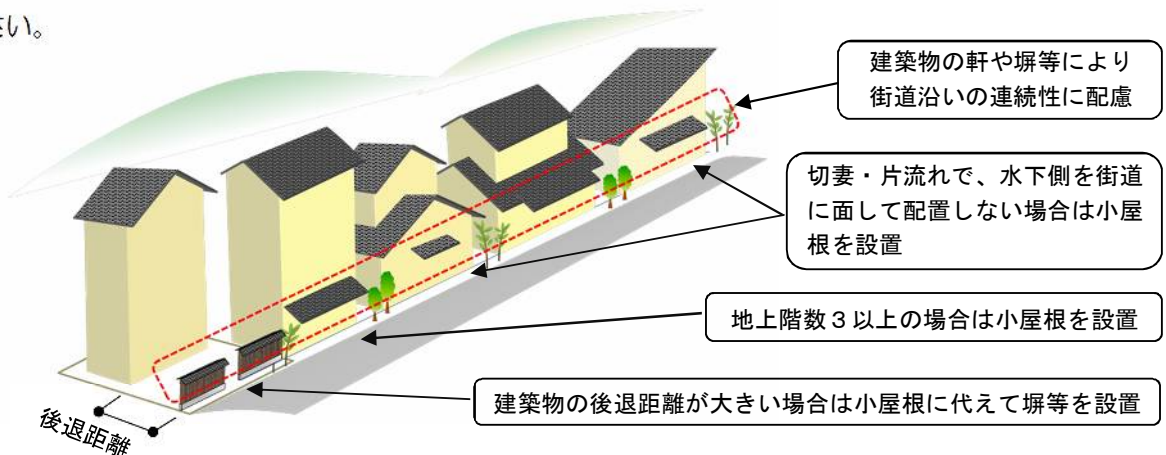 さい。
建築物の軒や塀等により
街道沿いの連続性に配慮
切妻・片流れで、水下側を街道
に面して配置しない場合は小屋
根を設置
地上階数３以上の場合は小屋根を設置
建築物の後退距離が大きい場合は小屋根に代えて塀等を設置
後退距離